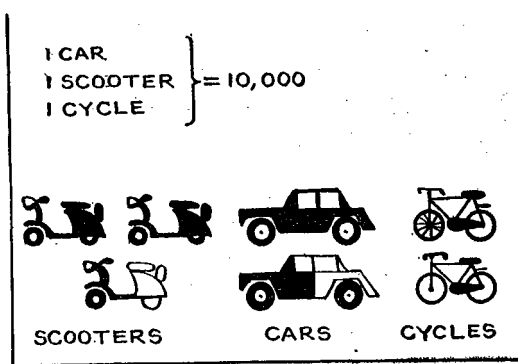 1 CAR
1 SCOOTER = 10,000
1 CYCLE
SCOOTERS CARS CYCLES